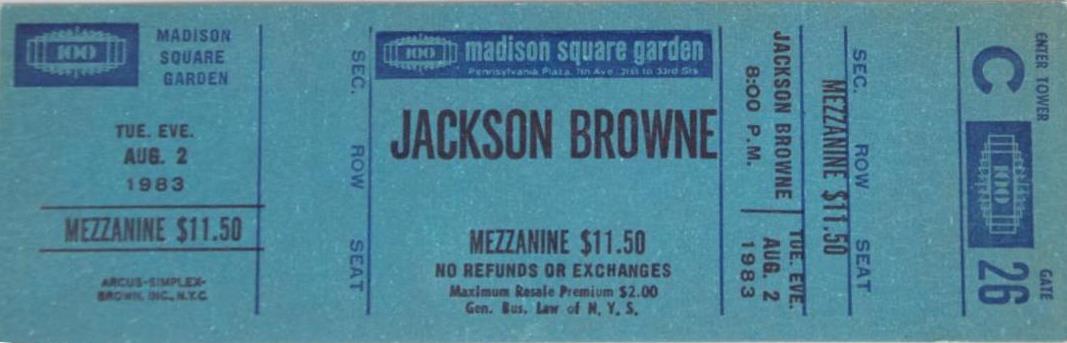 100
MADISON
SQUARE
GARDEN
TUE. EVE.
AUG. 2
1983
MEZZANINE $11.50
ARCUS-SIMPLEX-
BROWN, INC., N.Y.C.
SEC. ROW SEAT
100 madison square garden
Pennsylvania Plaza, 7th Ave., 31st to 33rd Sts.
JACKSON BROWNE
MEZZANINE $11.50
NO REFUNDS OR EXCHANGES
Maximum Resale Premium $2.00
Gen. Bus. Law of N. Y. S.
JACKSON BROWNE
8:00 P.M.
TUE. EVE.
AUG. 2
1983
MEZZANINE $11.50
SEC. ROW SEAT
ENTER TOWER
C
100
GATE
26